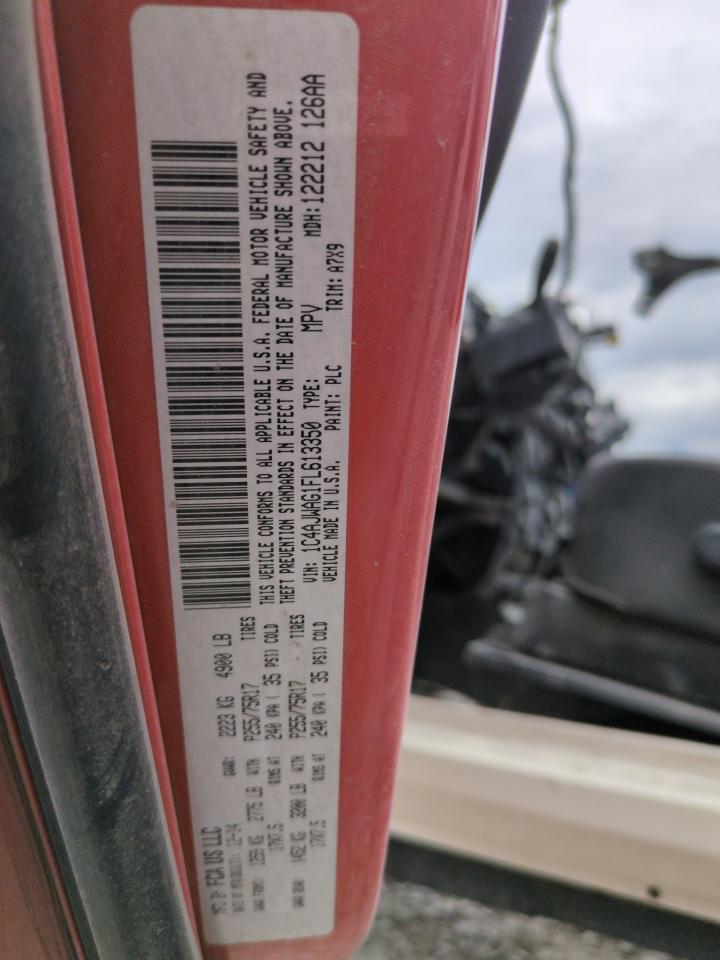 MFD BY FCA US LLC
DATE OF MFR(BUILT): 12-14 GVWR: 2223 KG 4900 LB
GAWR FRONT: 1259 KG 2775 LB WITH P255/75R17 TIRES
17X7.5 RIMS AT 240 KPA ( 35 PSI) COLD
GAWR REAR: 1452 KG 3200 LB WITH P255/75R17 TIRES
17X7.5 RIMS AT 240 KPA ( 35 PSI) COLD
THIS VEHICLE CONFORMS TO ALL APPLICABLE U.S.A. FEDERAL MOTOR VEHICLE SAFETY AND
THEFT PREVENTION STANDARDS IN EFFECT ON THE DATE OF MANUFACTURE SHOWN ABOVE.
VIN: 1C4AJWAG1FL613350 TYPE: MPV MDH:122212 126AA
VEHICLE MADE IN U.S.A. PAINT: PLC TRIM: A7X9